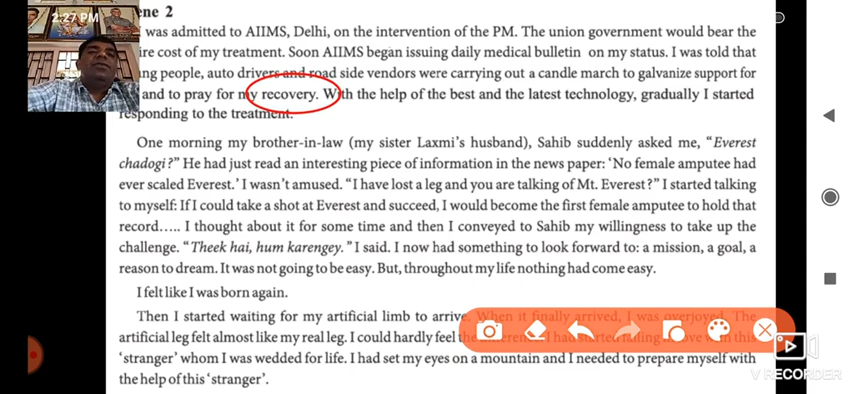 2:27 PM
ene 2
was admitted to AIIMS, Delhi, on the intervention of the PM. The union government would bear the
ire cost of my treatment. Soon AIIMS began issuing daily medical bulletin on my status. I was told that
ung people, auto drivers and road side vendors were carrying out a candle march to galvanize support for
and to pray for my recovery. With the help of the best and the latest technology, gradually I started
responding to the treatment.
One morning my brother-in-law (my sister Laxmi's husband), Sahib suddenly asked me, "Everest
chadogi?" He had just read an interesting piece of information in the news paper: 'No female amputee had
ever scaled Everest.' I wasn't amused. "I have lost a leg and you are talking of Mt. Everest?" I started talking
to myself: If I could take a shot at Everest and succeed, I would become the first female amputee to hold that
record….. I thought about it for some time and then I conveyed to Sahib my willingness to take up the
challenge. "Theek hai, hum karengey." I said. I now had something to look forward to: a mission, a goal, a
reason to dream. It was not going to be easy. But, throughout my life nothing had come easy.
I felt like I was born again.
Then I started waiting for my artificial limb to arrive. When it finally arrived, I was overjoyed. The
artificial leg felt almost like my real leg. I could hardly feel the difference. I had started falling in love with this
'stranger' whom I was wedded for life. I had set my eyes on a mountain and I needed to prepare myself with
the help of this 'stranger'.
V RECORDER